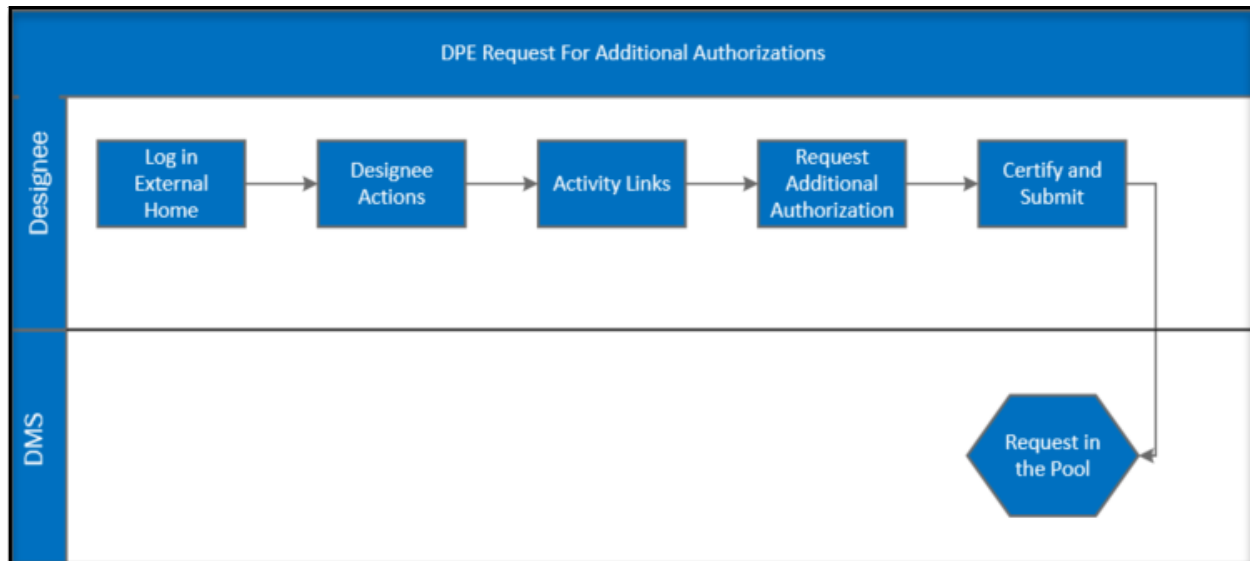 DPE Request For Additional Authorizations
Designee
Log in
External
Home
Designee
Actions
Activity Links
Request
Additional
Authorization
Certify and
Submit
DMS
Request in
the Pool